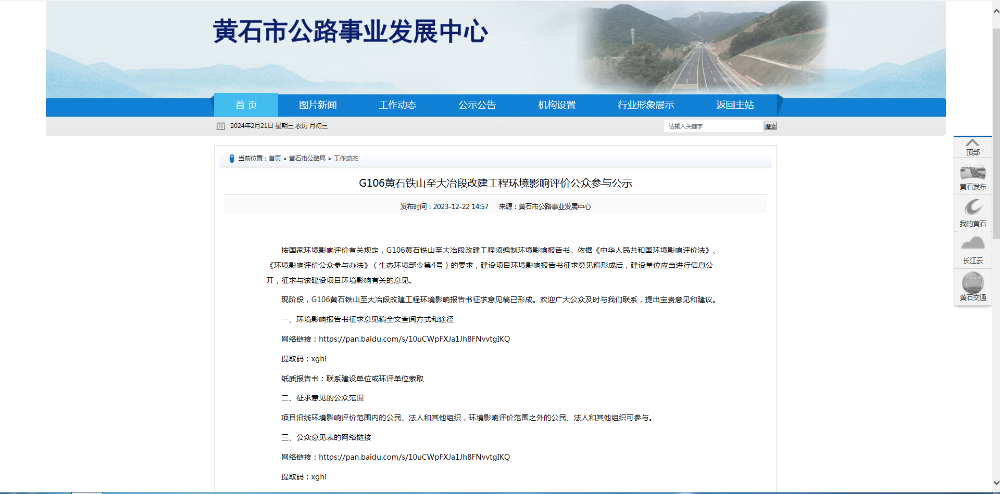 黄石市公路事业发展中心
首 页 图片新闻 工作动态 公示公告 机构设置 行业形象展示 返回主站
15 2024年2月21日 星期三 农历 月初三 请输入关键字 搜索
当前位置：首页 > 黄石市公路局 > 工作动态
G106黄石铁山至大冶段改建工程环境影响评价公众参与公示
发布时间：2023-12-22 14:57 来源：黄石市公路事业发展中心
按国家环境影响评价有关规定，G106黄石铁山至大冶段改建工程须编制环境影响报告书。依据《中华人民共和国环境影响评价法》、
《环境影响评价公众参与办法》（生态环境部令第4号）的要求，建设项目环境影响报告书征求意见稿形成后，建设单位应当进行信息公
开，征求与该建设项目环境影响有关的意见。
现阶段，G106黄石铁山至大冶段改建工程环境影响报告书征求意见稿已形成。欢迎广大公众及时与我们联系，提出宝贵意见和建议。
一、环境影响报告书征求意见稿全文查阅方式和途径
网络链接：https://pan.baidu.com/s/10uCWpFXJa1Jh8FNvvtgIKQ
提取码：xghl
纸质报告书：联系建设单位或环评单位索取
二、征求意见的公众范围
项目沿线环境影响评价范围内的公民、法人和其他组织，环境影响评价范围之外的公民、法人和其他组织可参与。
三、公众意见表的网络链接
网络链接：https://pan.baidu.com/s/10uCWpFXJa1Jh8FNvvtgIKQ
提取码：xghl
顶部
黄石发布
我的黄石
长江云
黄石交通